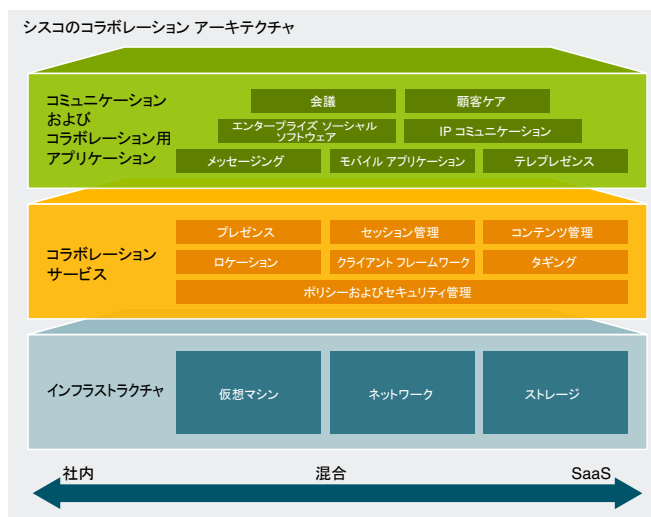 シスコのコラボレーション アーキテクチャ
コミュニケーション
および
コラボレーション用
アプリケーション
会議
顧客ケア
エンタープライズ ソーシャル
ソフトウェア
IP コミュニケーション
メッセージング
モバイル アプリケーション
テレプレゼンス
コラボレーション
サービス
プレゼンス
セッション管理
コンテンツ管理
ロケーション
クライアント フレームワーク
タギング
ポリシーおよびセキュリティ管理
インフラストラクチャ
仮想マシン
ネットワーク
ストレージ
社内
混合
SaaS